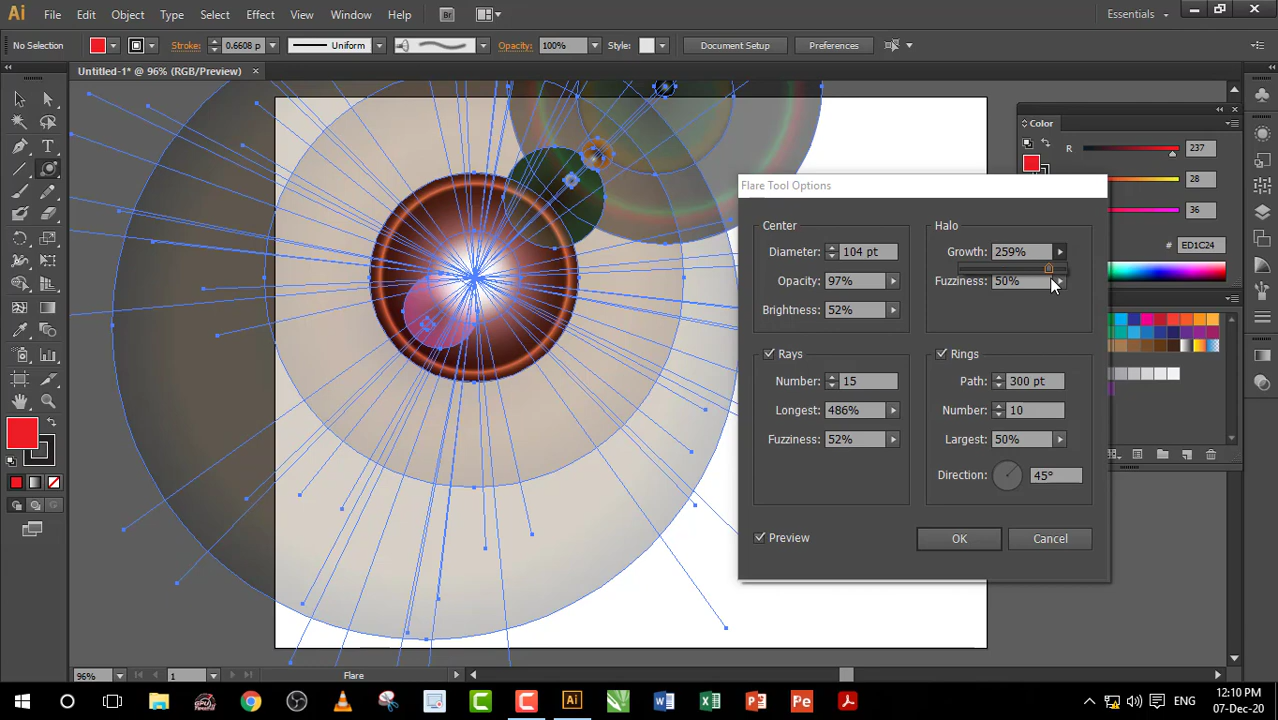 Ai File Edit Object Type Select Effect View Window Help Br Essentials
No Selection Stroke: 0.6608 p Uniform Opacity: 100% Style: Document Setup Preferences
Untitled-1* @ 96% (RGB/Preview)
Color
R 237
28
36
# ED1C24
Flare Tool Options
Center
Diameter: 104 pt
Opacity: 97%
Brightness: 52%
Halo
Growth: 259%
Fuzziness: 50%
Rays
Number: 15
Longest: 486%
Fuzziness: 52%
Rings
Path: 300 pt
Number: 10
Largest: 50%
Direction: 45°
Preview
OK Cancel
96% 1 Flare
ENG
12:10 PM
07-Dec-20